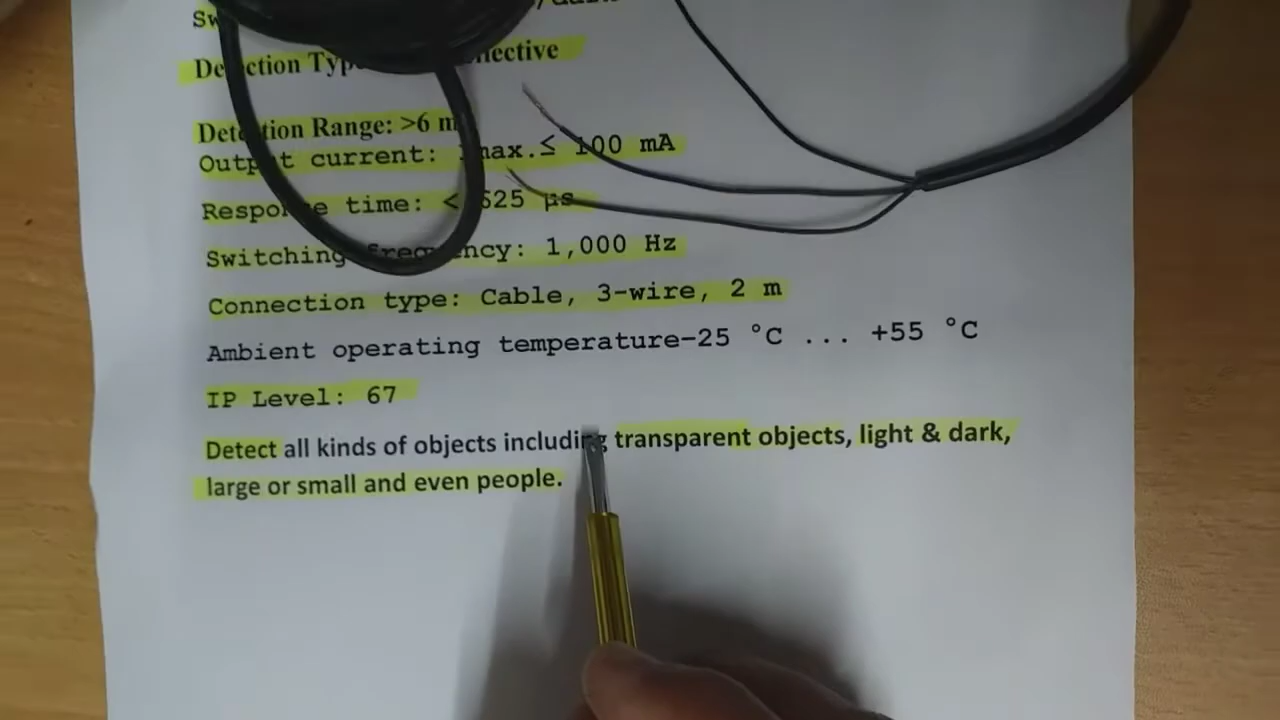 Detection
Detection Range: >6 m
Output current: Imax.≤ 100 mA
Response time: < 625 µs
Switching frequency: 1,000 Hz
Connection type: Cable, 3-wire, 2 m
Ambient operating temperature-25 °C ... +55 °C
IP Level: 67
Detect all kinds of objects including transparent objects, light & dark,
large or small and even people.